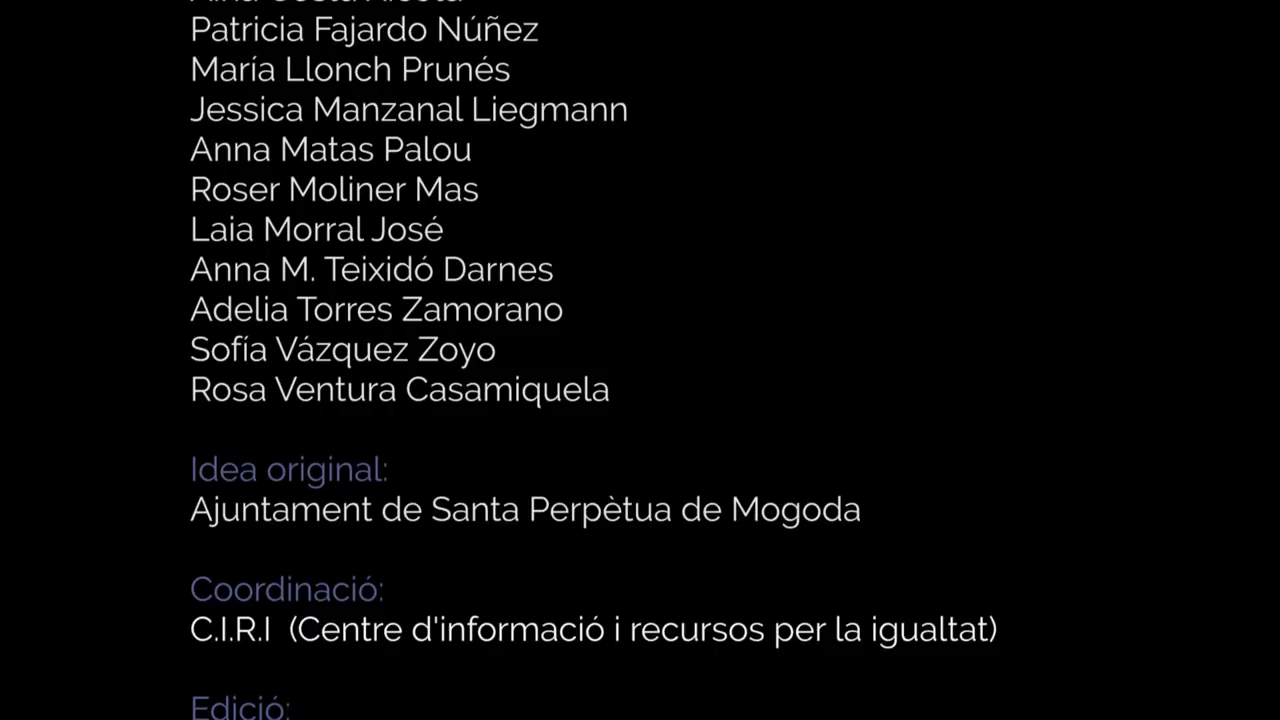 Patricia Fajardo Núñez
María Llonch Prunés
Jessica Manzanal Liegmann
Anna Matas Palou
Roser Moliner Mas
Laia Morral José
Anna M. Teixidó Darnes
Adelia Torres Zamorano
Sofía Vázquez Zoyo
Rosa Ventura Casamiquela
Idea original:
Ajuntament de Santa Perpètua de Mogoda
Coordinació:
C.I.R.I (Centre d'informació i recursos per la igualtat)
Edició: